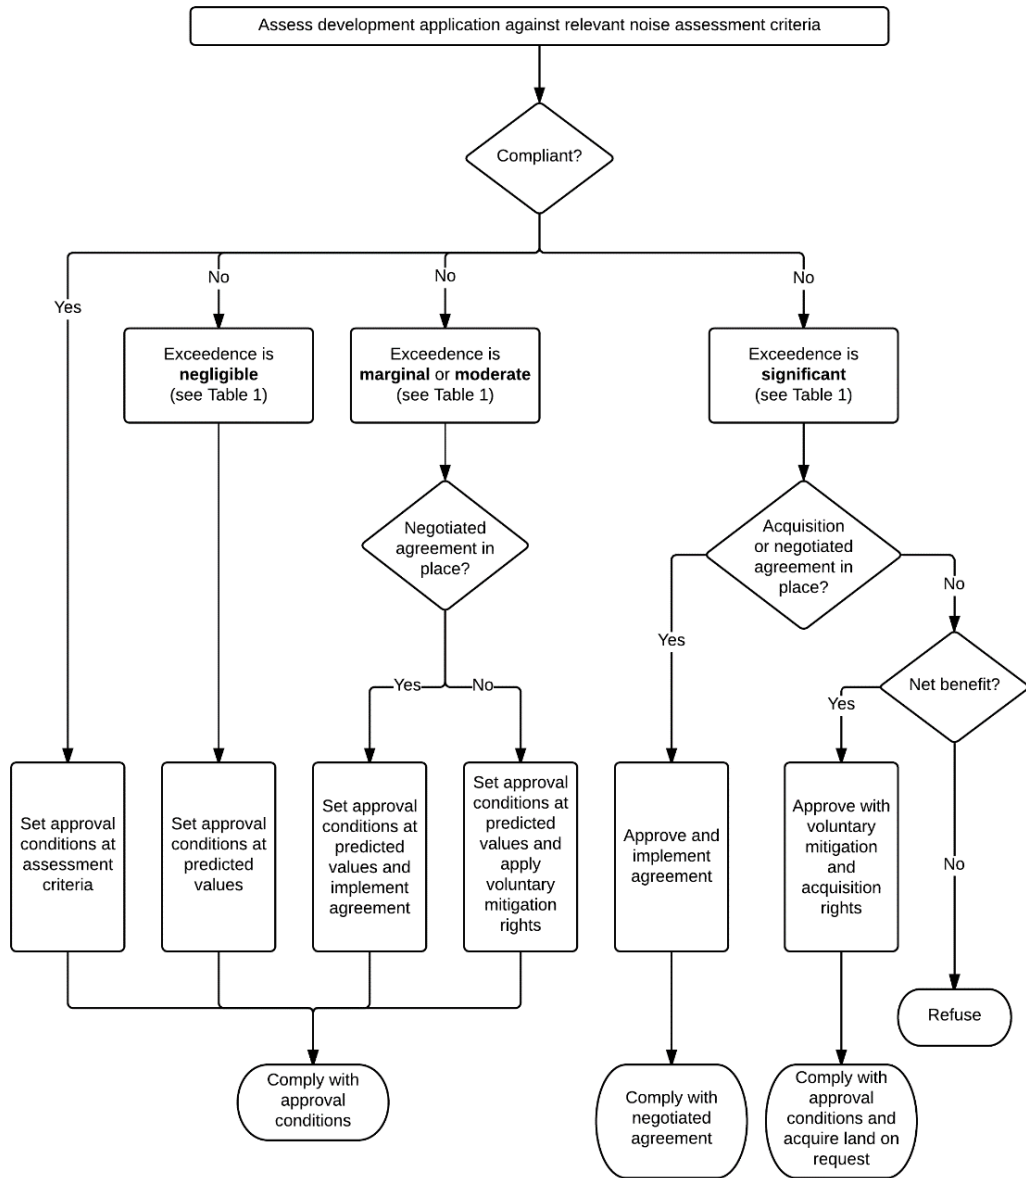 Assess development application against relevant noise assessment criteria
Compliant?
Yes
No
No
No
Exceedence is
negligible
(see Table 1)
Exceedence is
marginal or moderate
(see Table 1)
Exceedence is
significant
(see Table 1)
Negotiated
agreement in
place?
Acquisition
or negotiated
agreement in
place?
Yes
No
Yes
No
Net benefit?
Yes
No
Set approval
conditions at
assessment
criteria
Set approval
conditions at
predicted
values
Set approval
conditions at
predicted
values and
implement
agreement
Set approval
conditions at
predicted
values and
apply
voluntary
mitigation
rights
Approve and
implement
agreement
Approve with
voluntary
mitigation
and
acquisition
rights
Refuse
Comply with
approval
conditions
Comply with
negotiated
agreement
Comply with
approval
conditions and
acquire land on
request